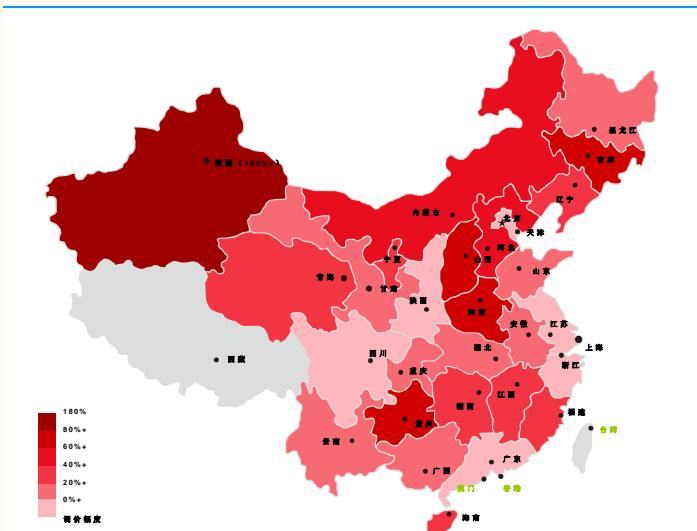 黑龙江
吉林
新疆（180%+）
辽宁
内蒙古
北京
天津
河北
宁夏
山西
山东
青海
甘肃
陕西
河南
安徽
江苏
上海
四川
湖北
浙江
重庆
湖南
江西
福建
贵州
台湾
云南
广西
广东
澳门
香港
海南
180%
80%+
60%+
40%+
20%+
0%+
调价幅度